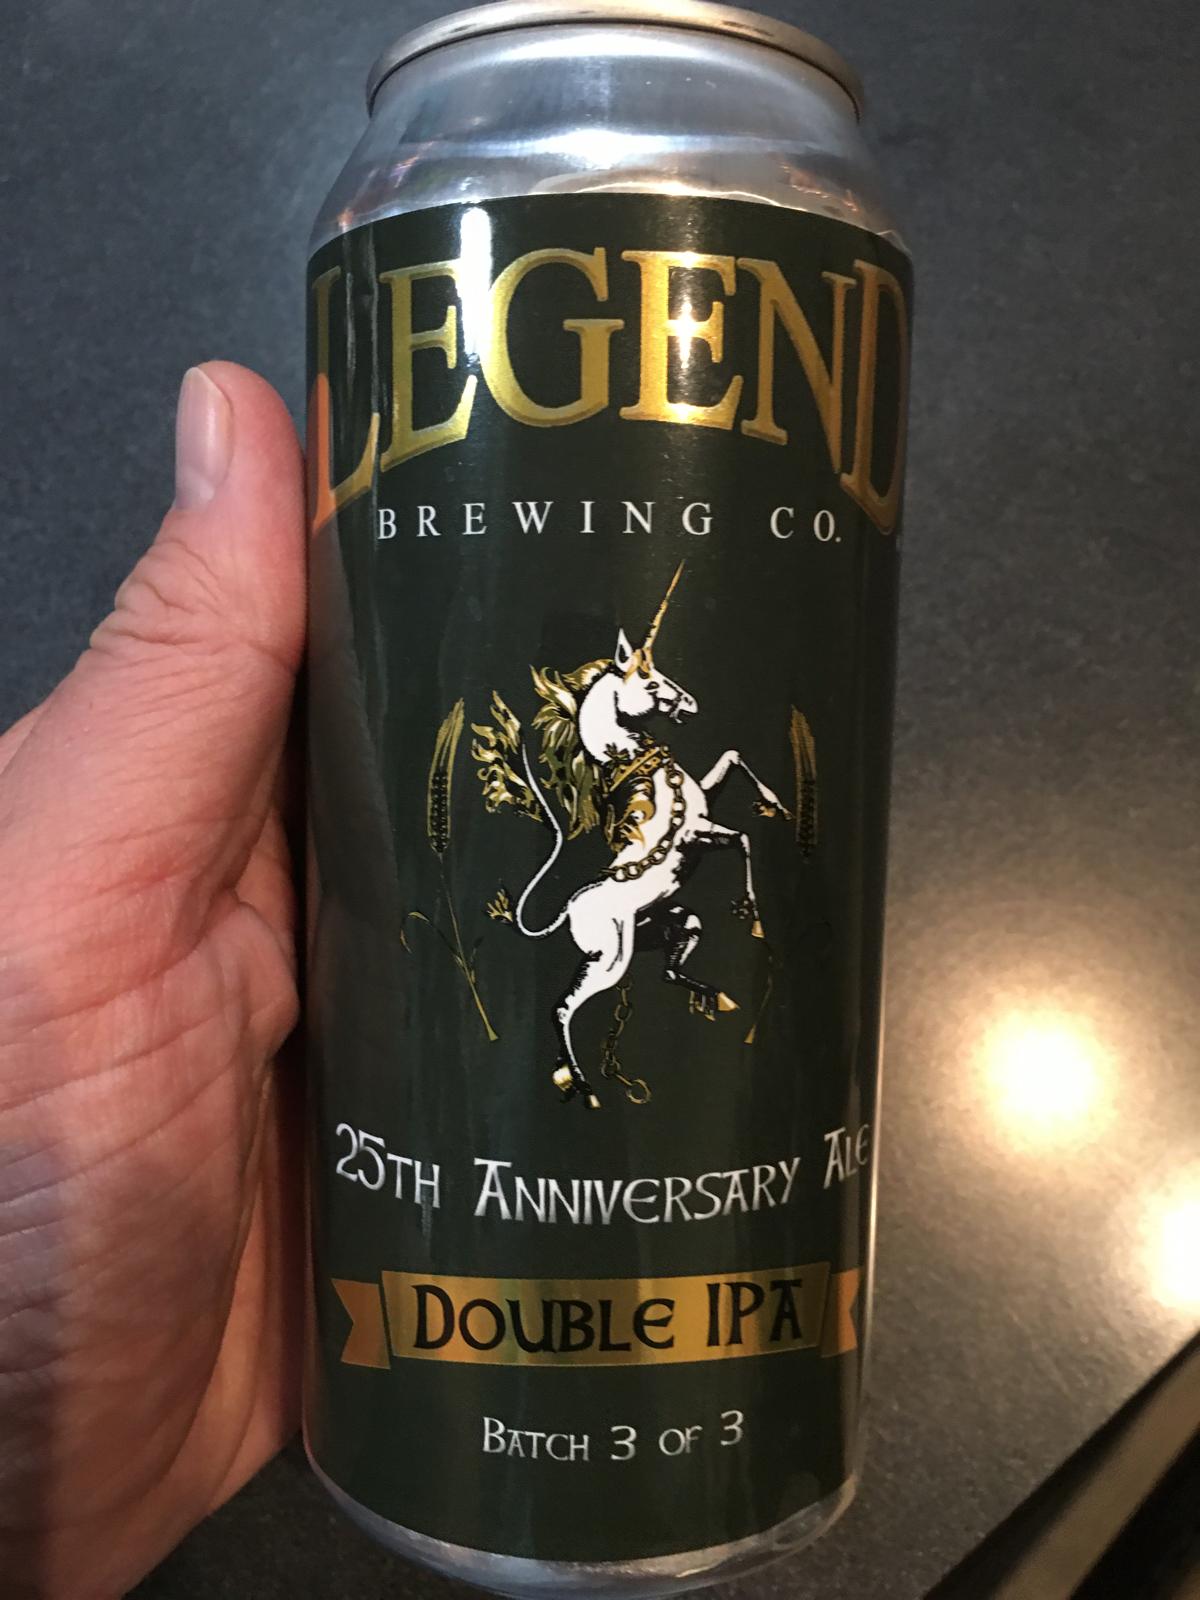 LEGEND
BREWING CO.
25TH ANNIVERSARY ALE
DOUBLE IPA
BATCH 3 OF 3